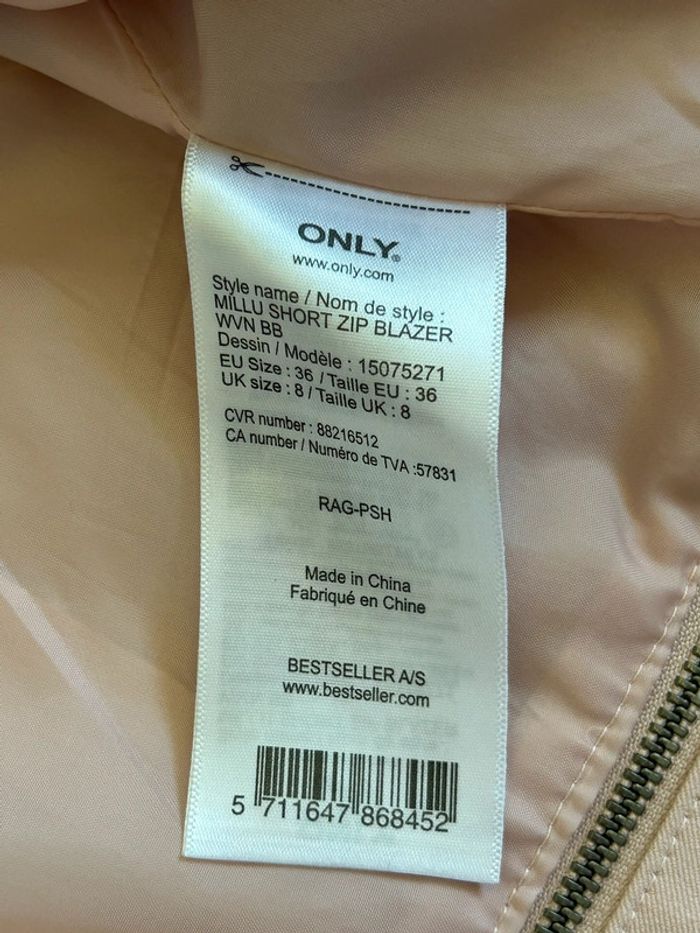 ONLY®
www.only.com
Style name / Nom de style :
MILLU SHORT ZIP BLAZER
WVN BB
Dessin / Modèle : 15075271
EU Size : 36 / Taille EU : 36
UK size : 8 / Taille UK : 8
CVR number : 88216512
CA number / Numéro de TVA :57831
RAG-PSH
Made in China
Fabriqué en Chine
BESTSELLER A/S
www.bestseller.com
5 711647 868452